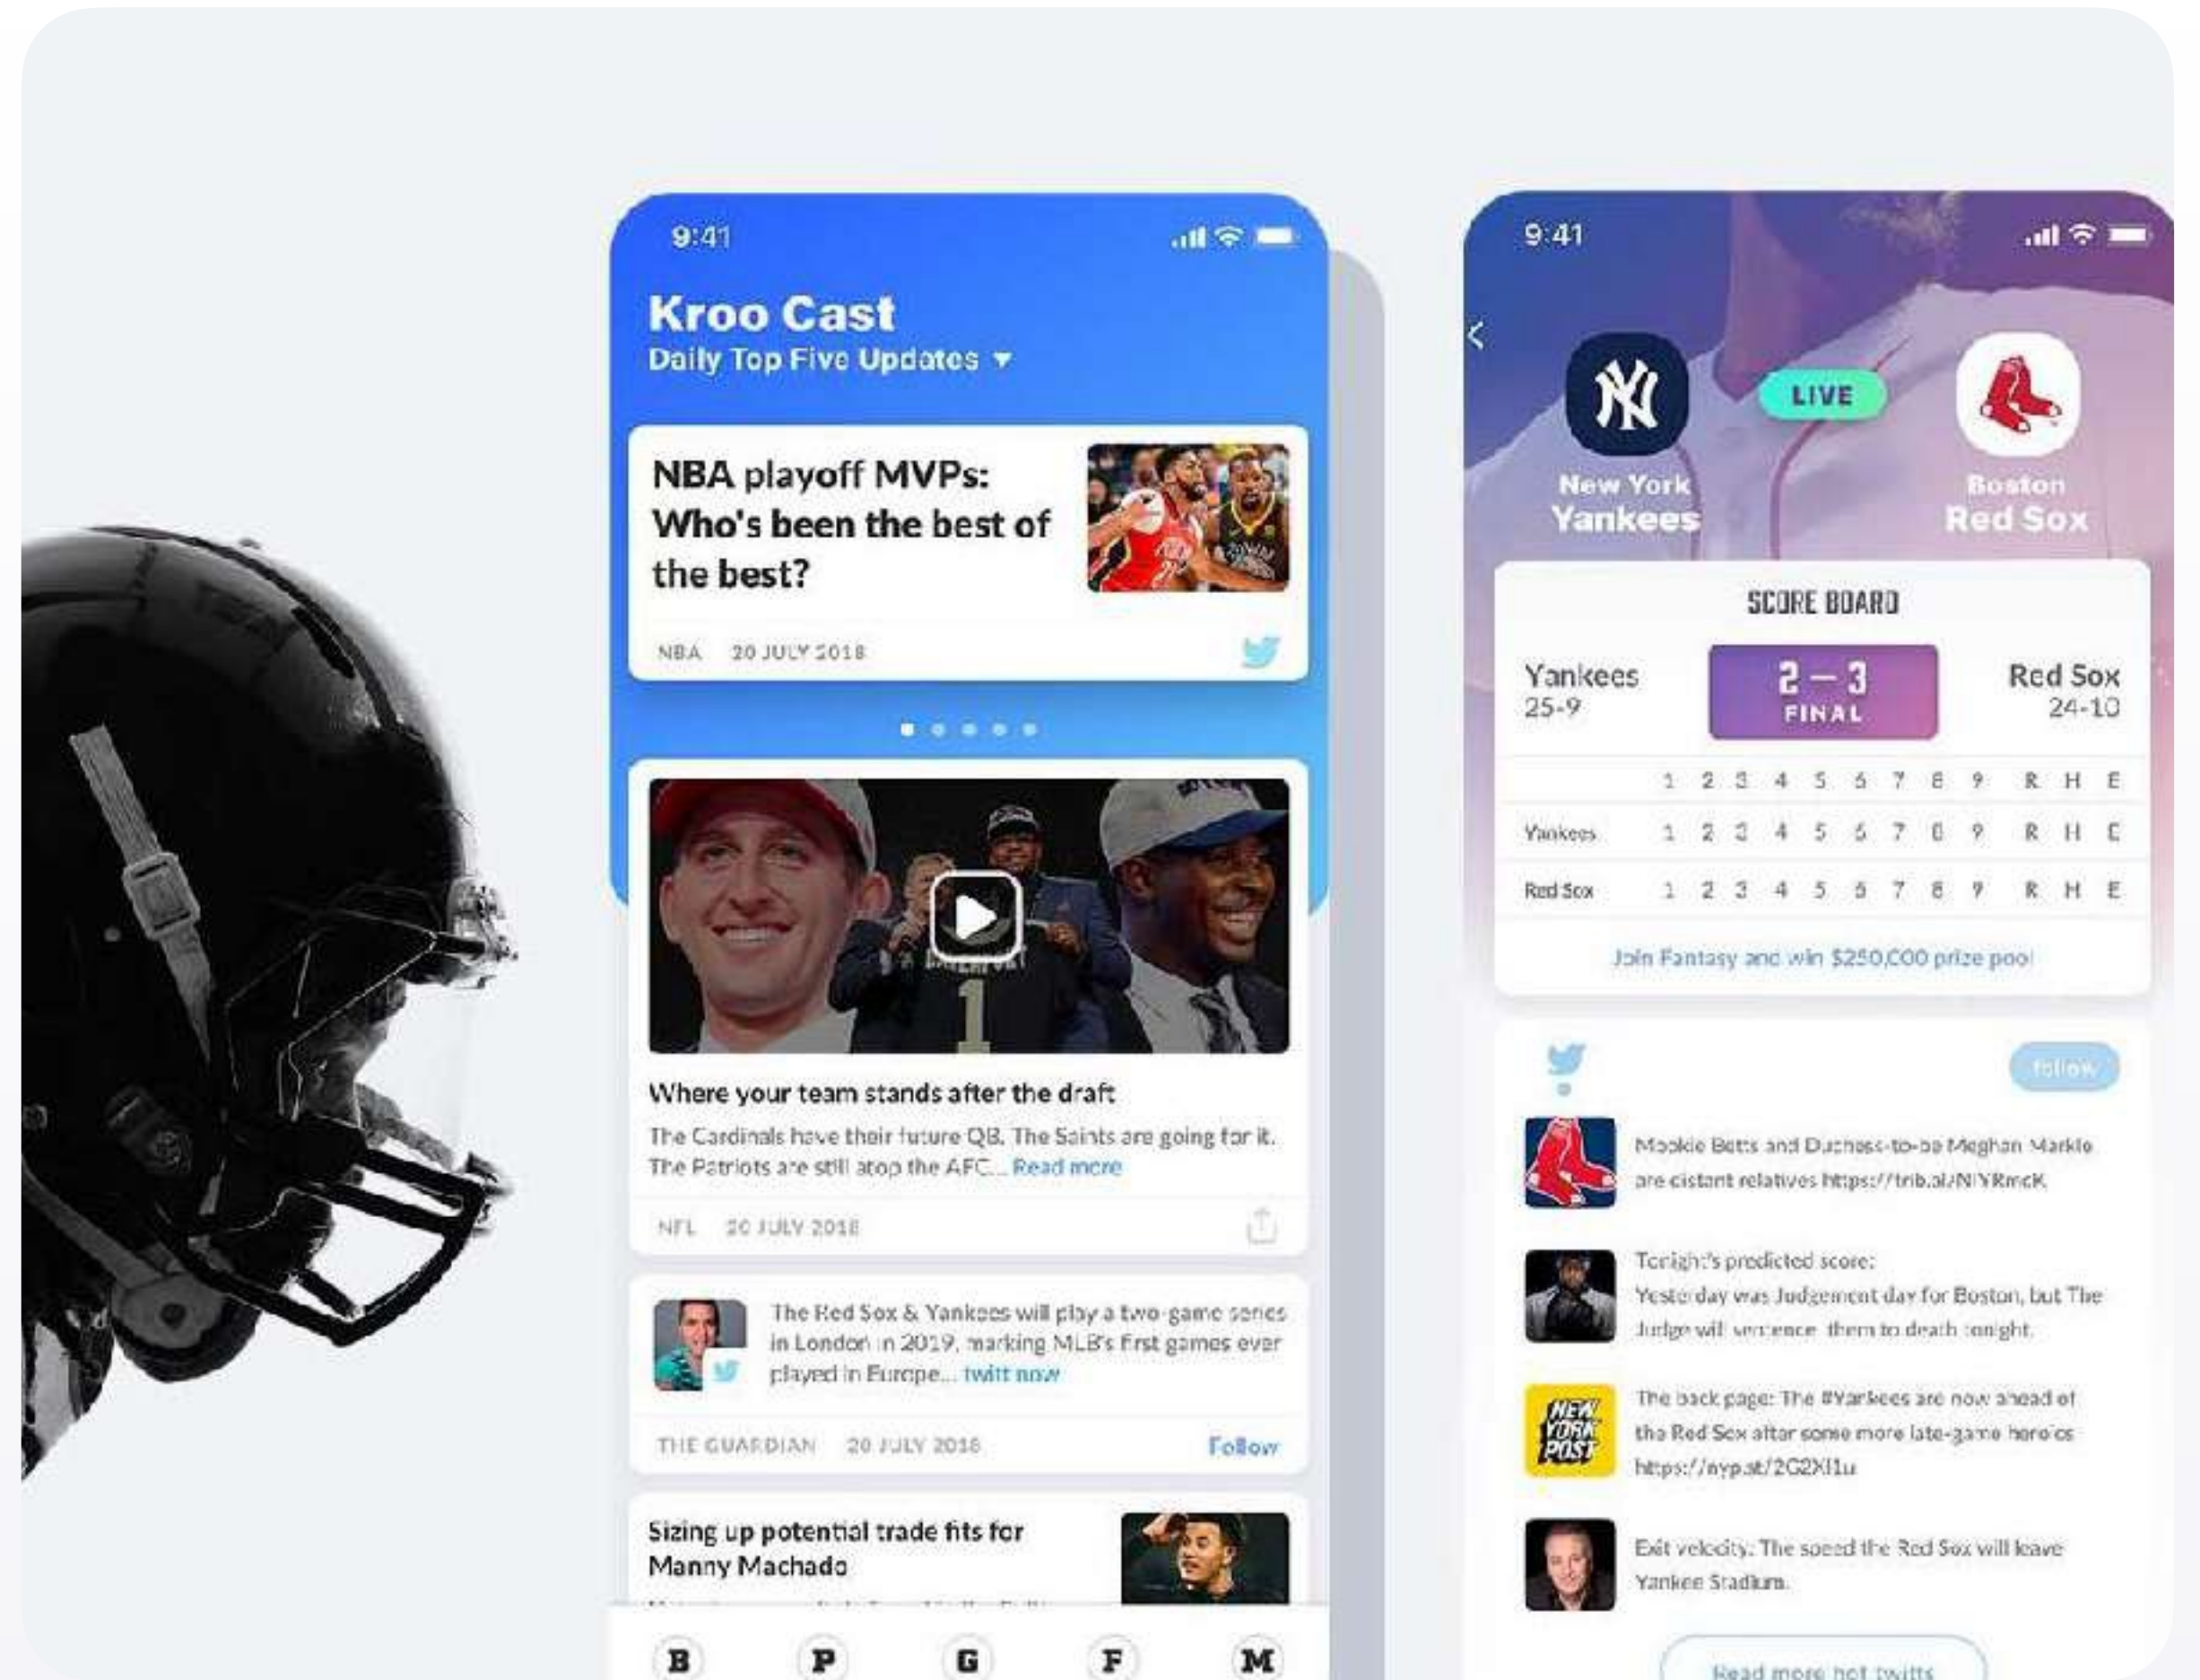 9:41
Kroo Cast
Daily Top Five Updates
NBA playoff MVPs:
Who's been the best of
the best?
NBA 20 JULY 2018
1
Where your team stands after the draft
The Cardinals have their future QB. The Saints are going for it.
The Patriots are still atop the AFC... Read more
NFL 20 JULY 2018
The Red Sox & Yankees will play a two-game series
in London in 2019, marking MLB's first games ever
played in Europe... twitt now
THE GUARDIAN 20 JULY 2018
Follow
Sizing up potential trade fits for
Manny Machado
B P G F M
9:41
NY
LIVE
New York
Yankees
Boston
Red Sox
SCORE BOARD
Yankees
25-9
2 – 3
FINAL
Red Sox
24-10
1 2 3 4 5 6 7 8 9 R H E
Yankees 1 2 3 4 5 6 7 8 9 R H E
Red Sox 1 2 3 4 5 6 7 8 9 R H E
Join Fantasy and win $250,000 prize pool
follow
Mookie Betts and Duchess-to-be Meghan Markle
are distant relatives
Tonight's predicted score:
Yesterday was Judgement day for Boston, but The
Judge will sentence them to death tonight.
NEW
YORK
POST
The back page: The #Yankees are now ahead of
the Red Sox after some more late-game heroics
Exit velocity: The speed the Red Sox will leave
Yankee Stadium.
Read more hot twitts